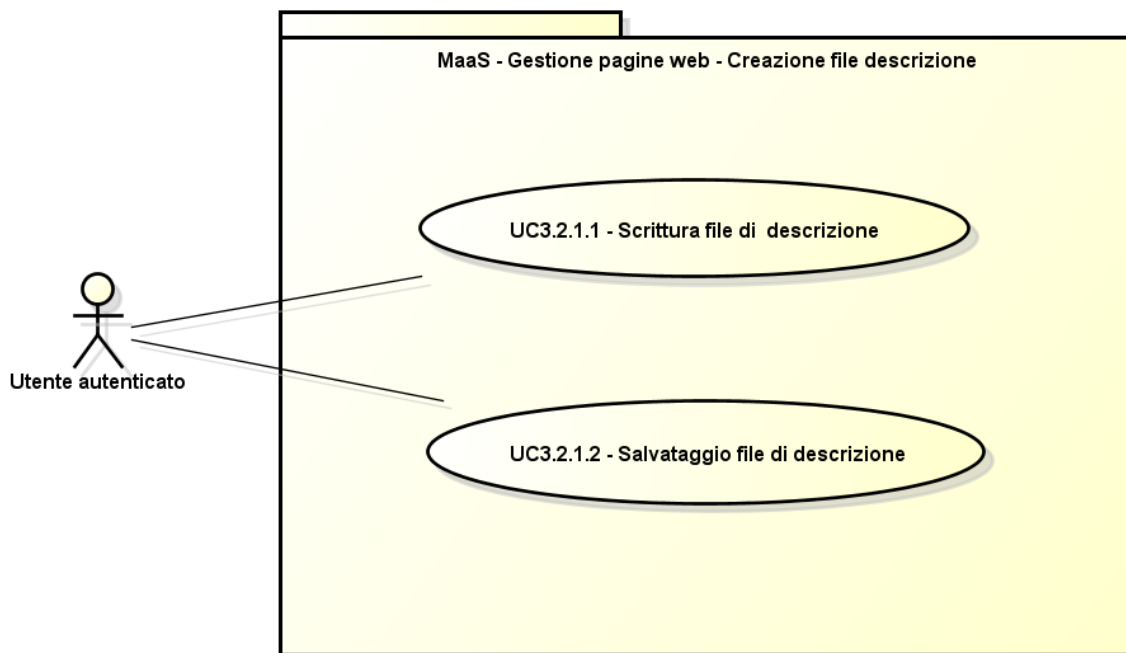 MaaS - Gestione pagine web - Creazione file descrizione
UC3.2.1.1 - Scrittura file di  descrizione
Utente autenticato
UC3.2.1.2 - Salvataggio file di descrizione